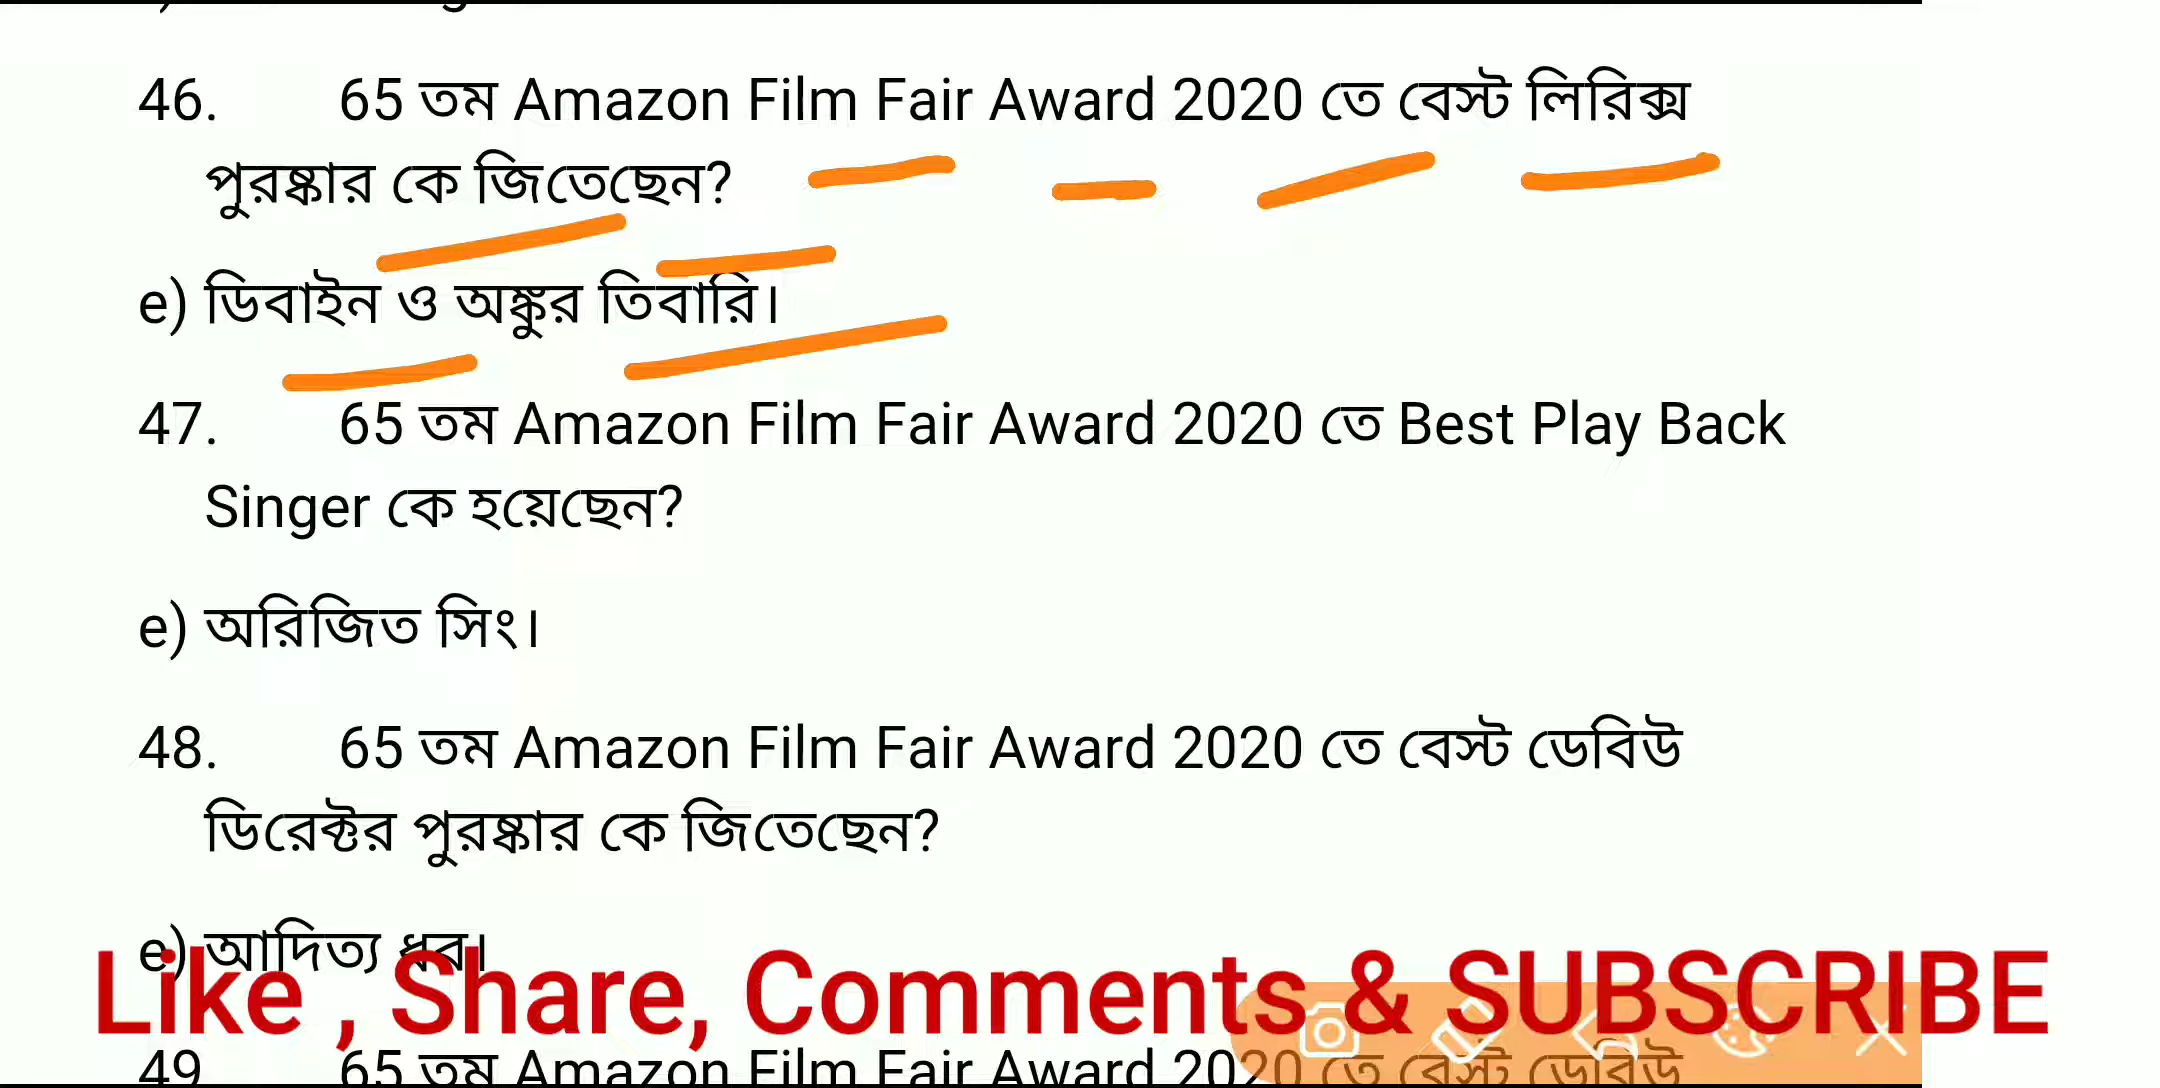 46. 65 তম Amazon Film Fair Award 2020 তে বেস্ট লিরিক্স
পুরষ্কার কে জিতেছেন?
e) ডিবাইন ও অঙ্কুর তিবারি।
47. 65 তম Amazon Film Fair Award 2020 তে Best Play Back
Singer কে হয়েছেন?
e) অরিজিত সিং।
48. 65 তম Amazon Film Fair Award 2020 তে বেস্ট ডেবিউ
ডিরেক্টর পুরষ্কার কে জিতেছেন?
e) আদিত্য ধর।
Like , Share, Comments & SUBSCRIBE
49 65 তম Amazon Film Fair Award 2020 তে বেস্ট ডেবিউ